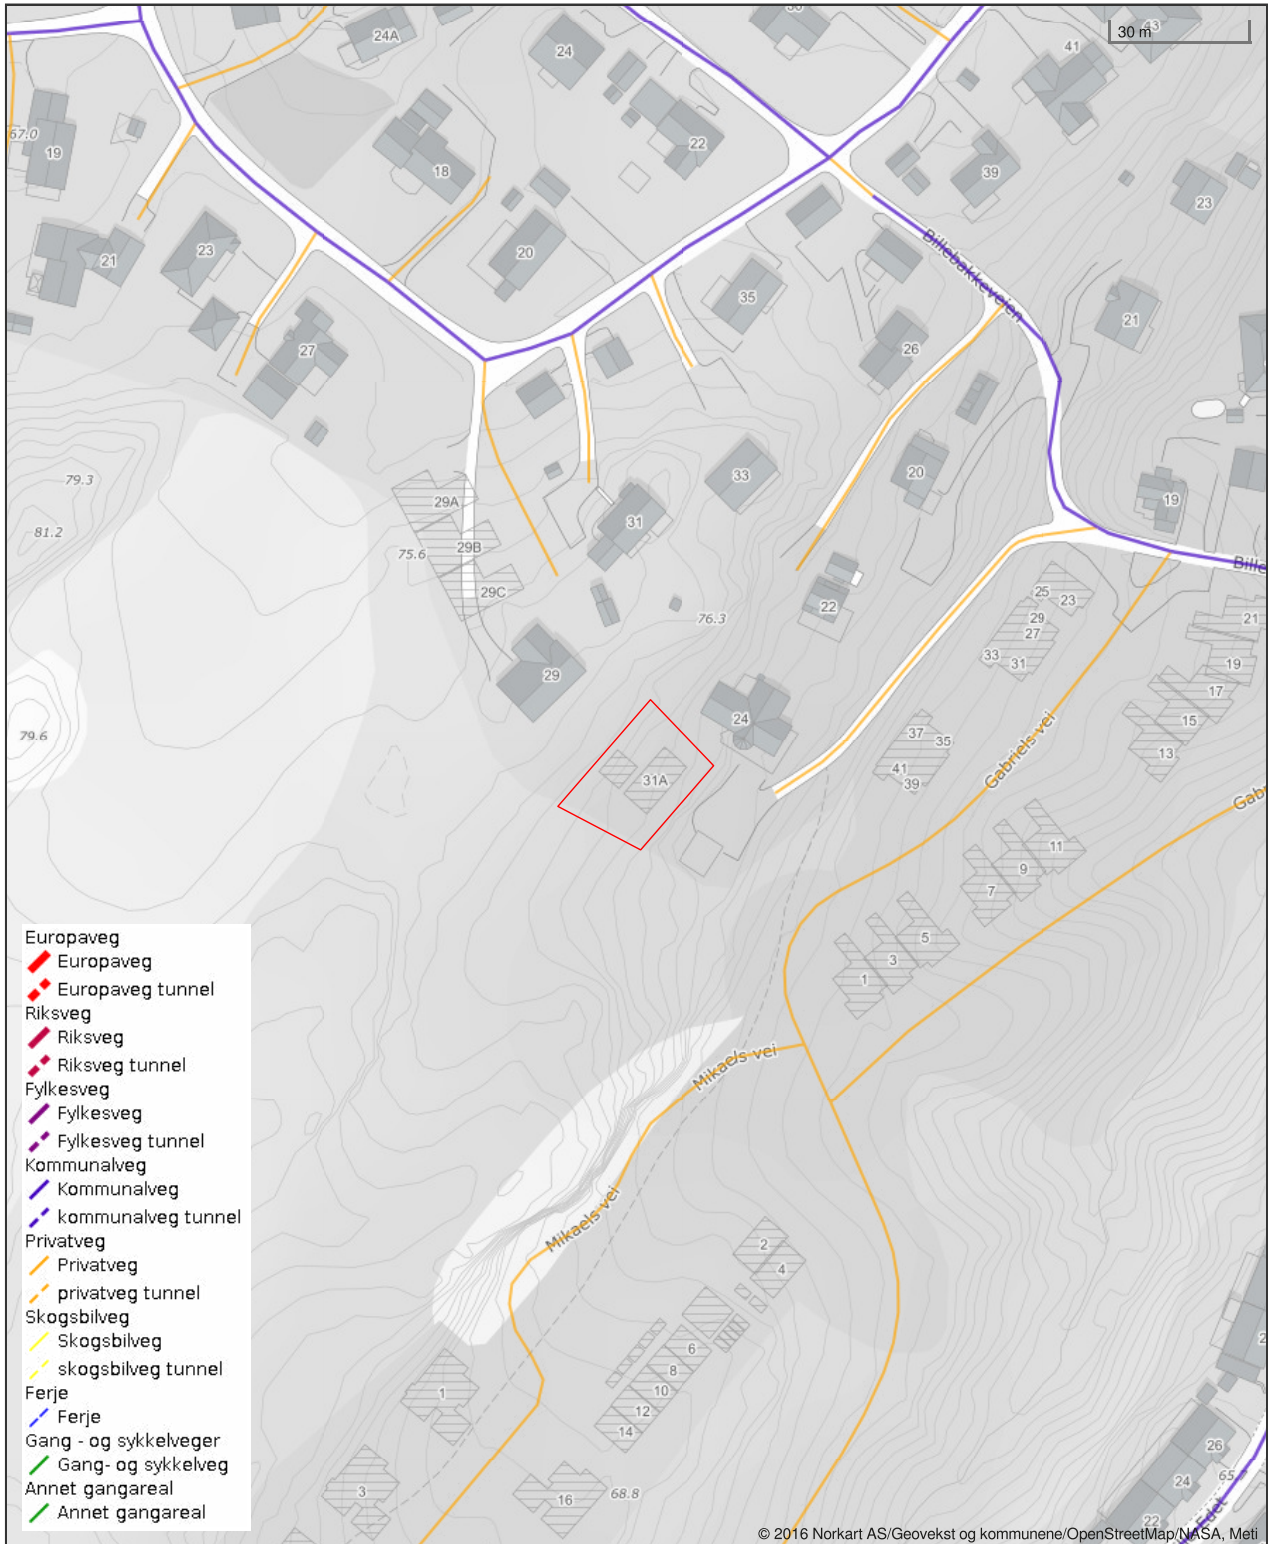 30 m
43
24A
24
41
67.0
19
18
22
39
23
21
23
20
35
Billebakkeveien
21
27
26
79.3
33
20
29A
19
81.2
31
75.6
29B
Bille
29C
25
23
22
76.3
29
27
21
33
31
19
29
24
17
79.6
37
35
15
Gabriels vei
13
31A
41
39
Gab
11
9
7
5
3
1
Mikaels vei
Mikaels vei
2
4
6
8
1
10
12
14
26
65.
3
16
68.8
24
22
Edet
Europaveg
Europaveg
Europaveg tunnel
Riksveg
Riksveg
Riksveg tunnel
Fylkesveg
Fylkesveg
Fylkesveg tunnel
Kommunalveg
Kommunalveg
kommunalveg tunnel
Privatveg
Privatveg
privatveg tunnel
Skogsbilveg
Skogsbilveg
skogsbilveg tunnel
Ferje
Ferje
Gang - og sykkelveger
Gang- og sykkelveg
Annet gangareal
Annet gangareal
© 2016 Norkart AS/Geovekst og kommunene/OpenStreetMap/NASA, Meti